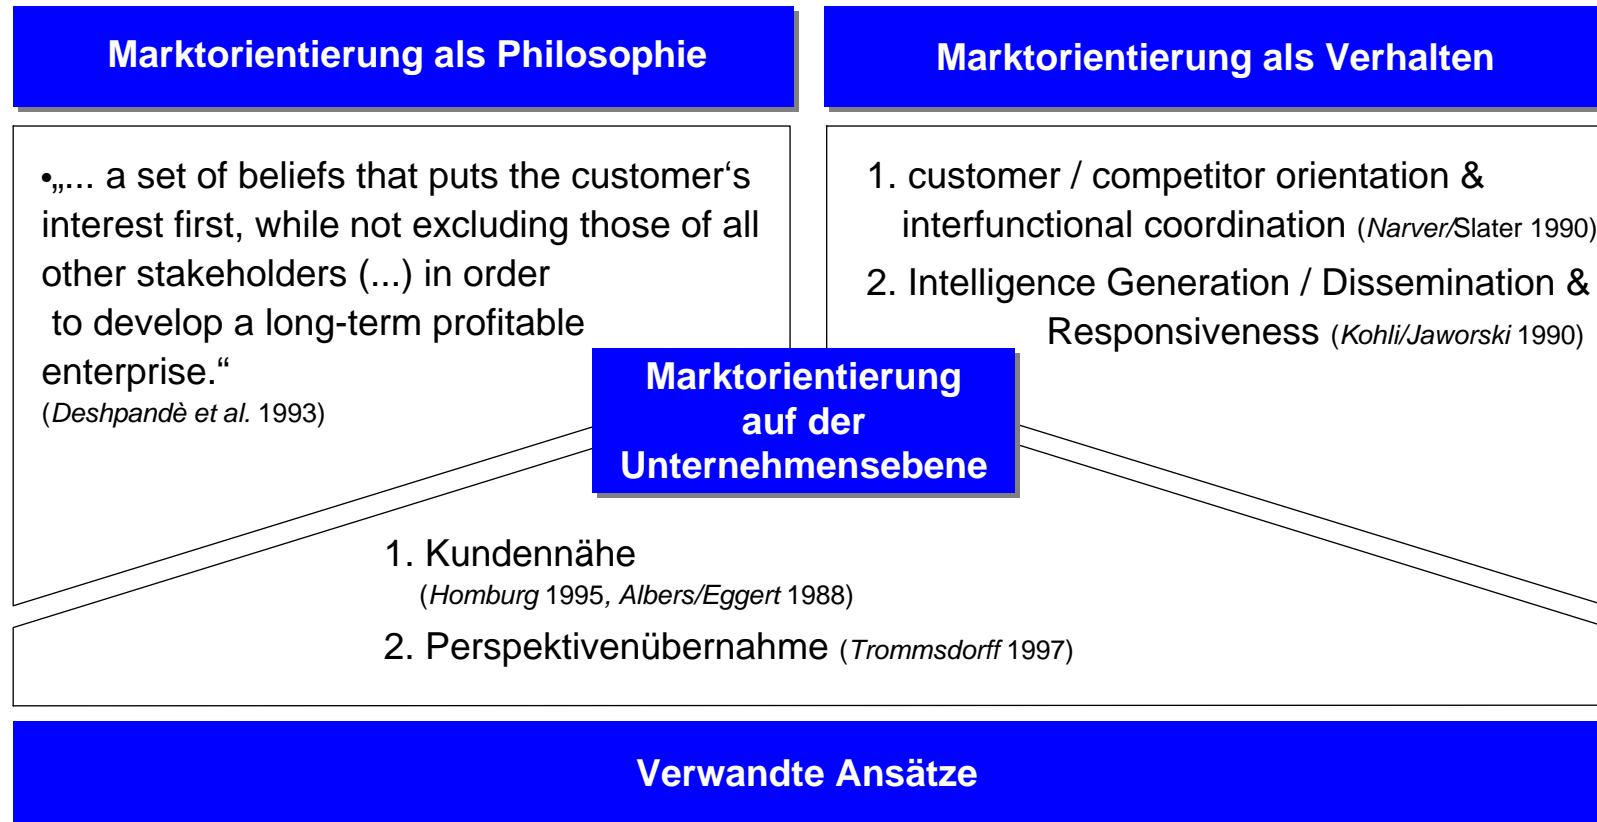 Marktorientierung als Philosophie
Marktorientierung als Verhalten
•„... a set of beliefs that puts the customer‘s
interest first, while not excluding those of all
other stakeholders (...) in order
to develop a long-term profitable
enterprise.“
(Deshpandè et al. 1993)
1. customer / competitor orientation &
interfunctional coordination (Narver/Slater 1990)
2. Intelligence Generation / Dissemination &
Responsiveness (Kohli/Jaworski 1990)
Marktorientierung
auf der
Unternehmensebene
1. Kundennähe
(Homburg 1995, Albers/Eggert 1988)
2. Perspektivenübernahme (Trommsdorff 1997)
Verwandte Ansätze